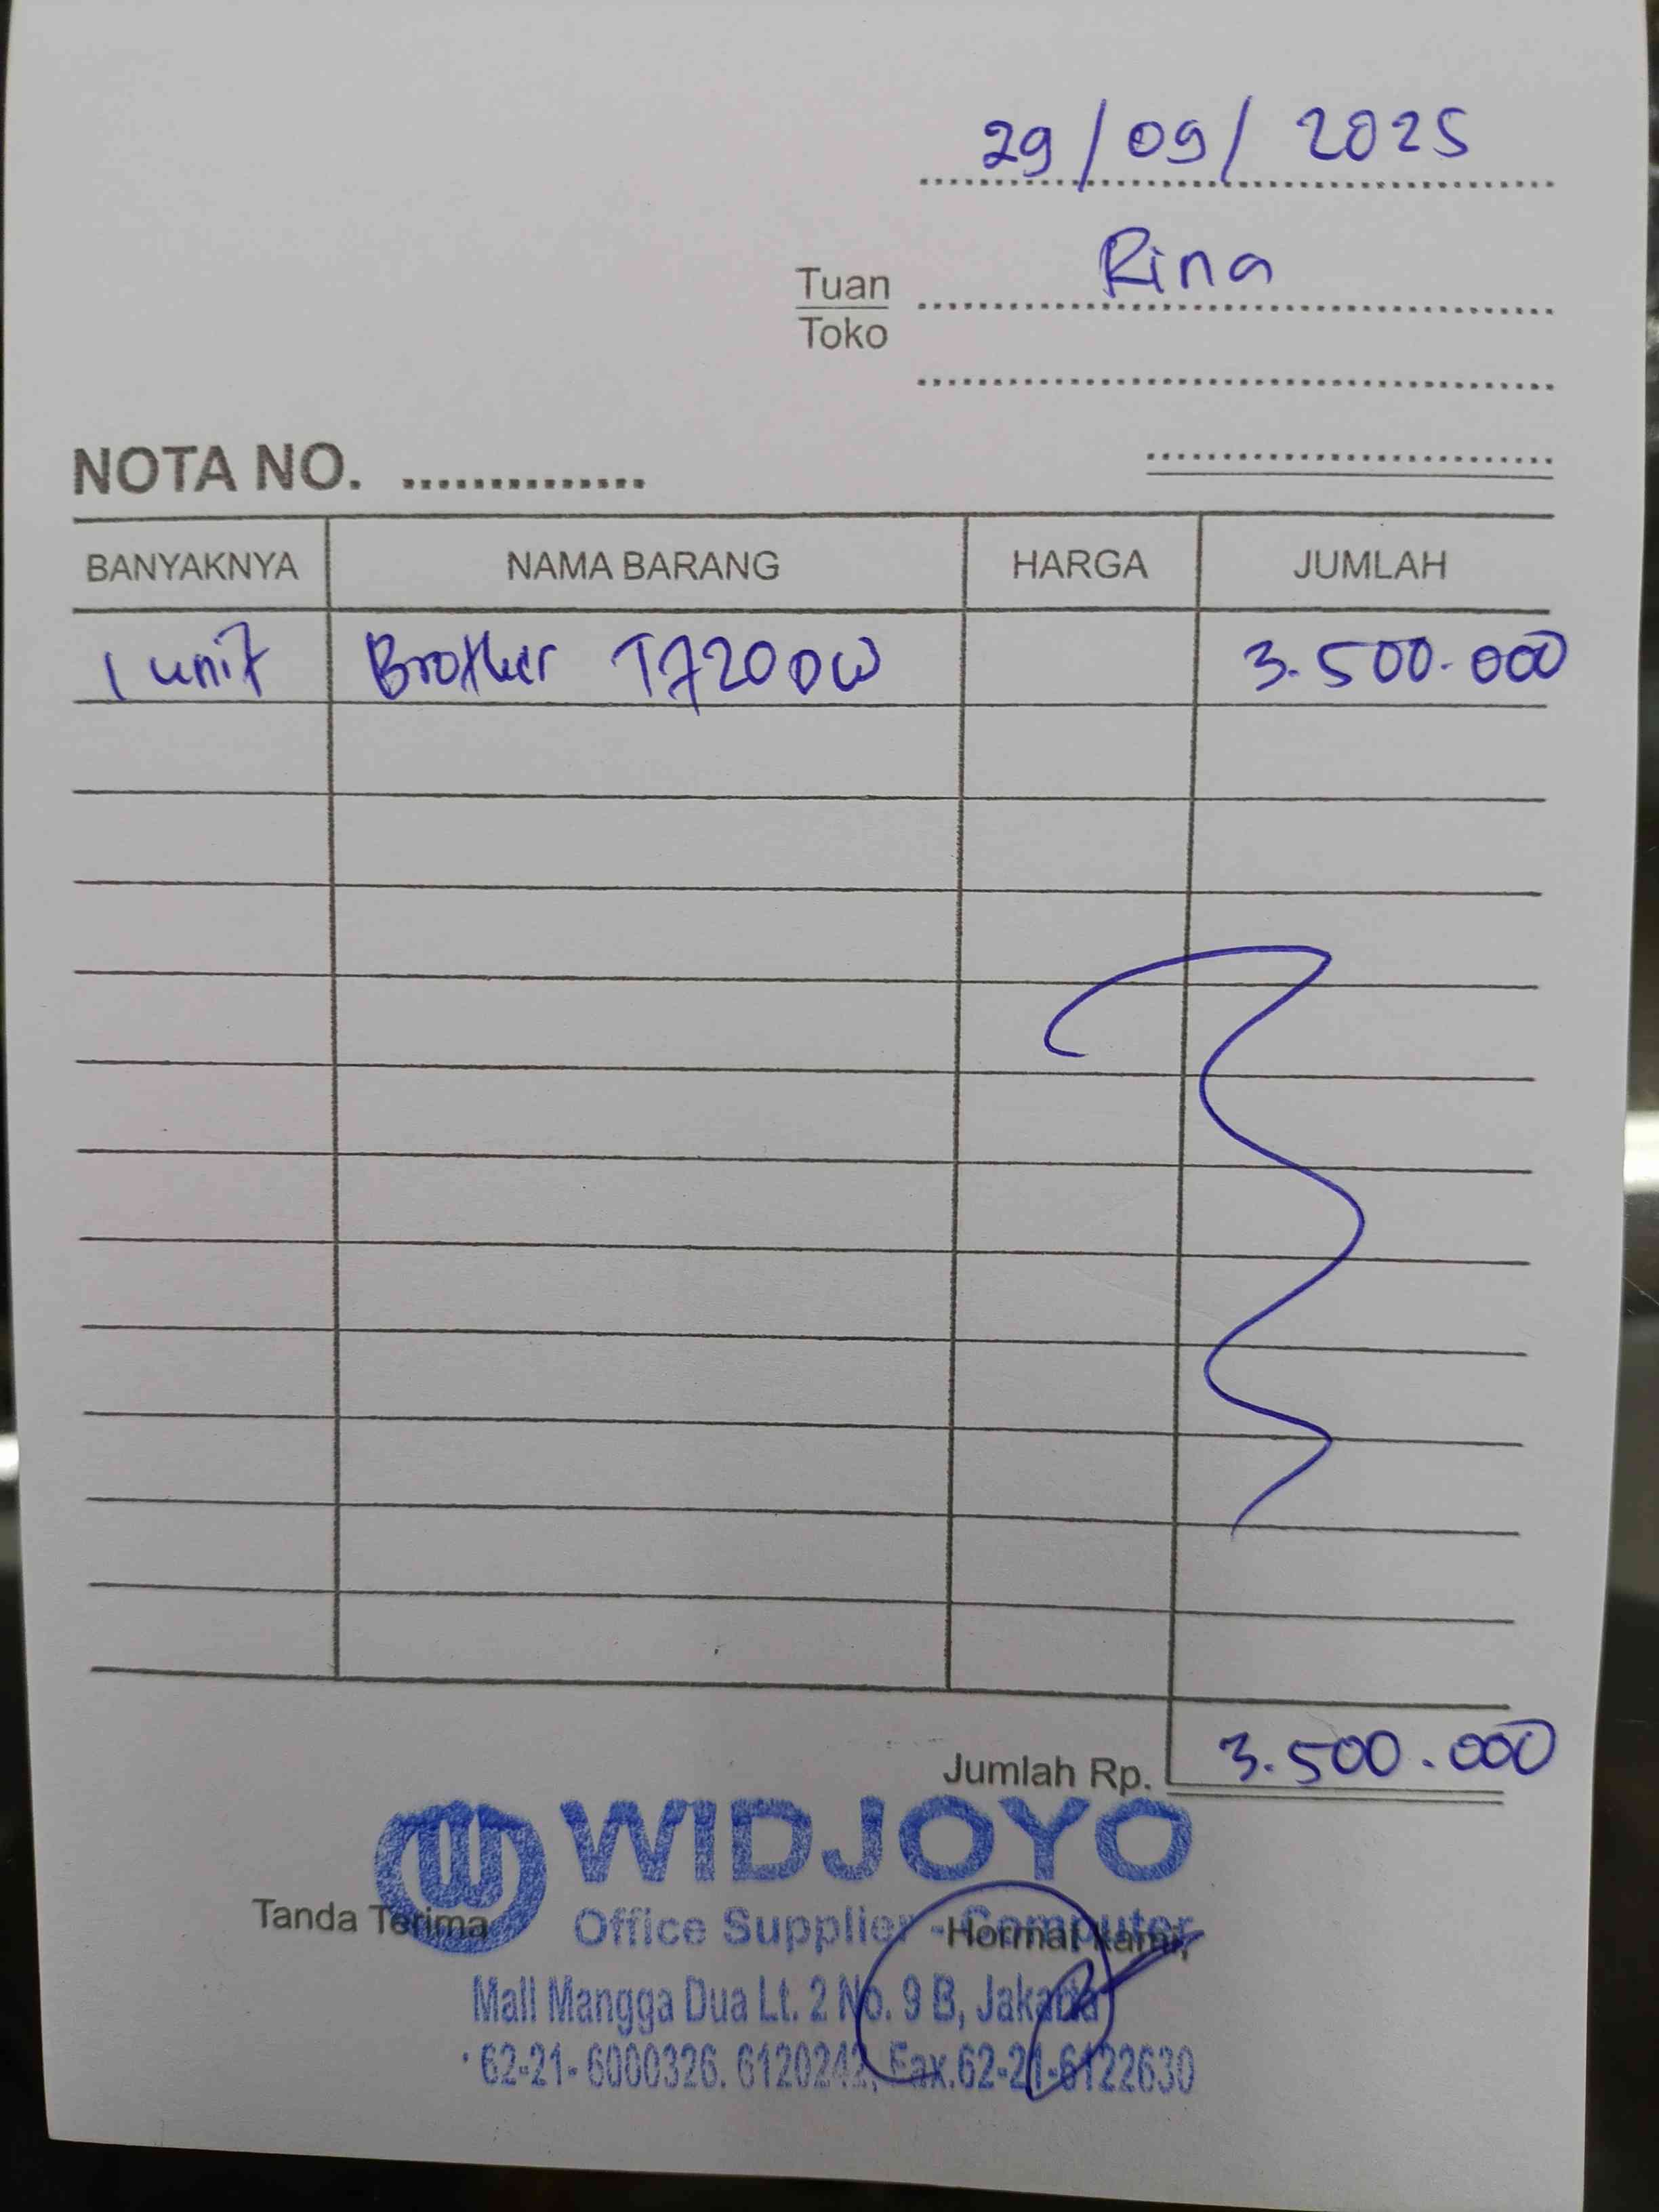 29/09/2025
Tuan Rina
Toko
NOTA NO. ..............
BANYAKNYA NAMA BARANG HARGA JUMLAH
1 unit Brother T720DW 3.500.000
Jumlah Rp. 3.500.000
WIDJOYO
Tanda Terima Office Supplier - Computer Hormat kami,
Mall Mangga Dua Lt. 2 No. 9 B, Jakarta
62-21-6000326. 6120242, Fax.62-21-6122630